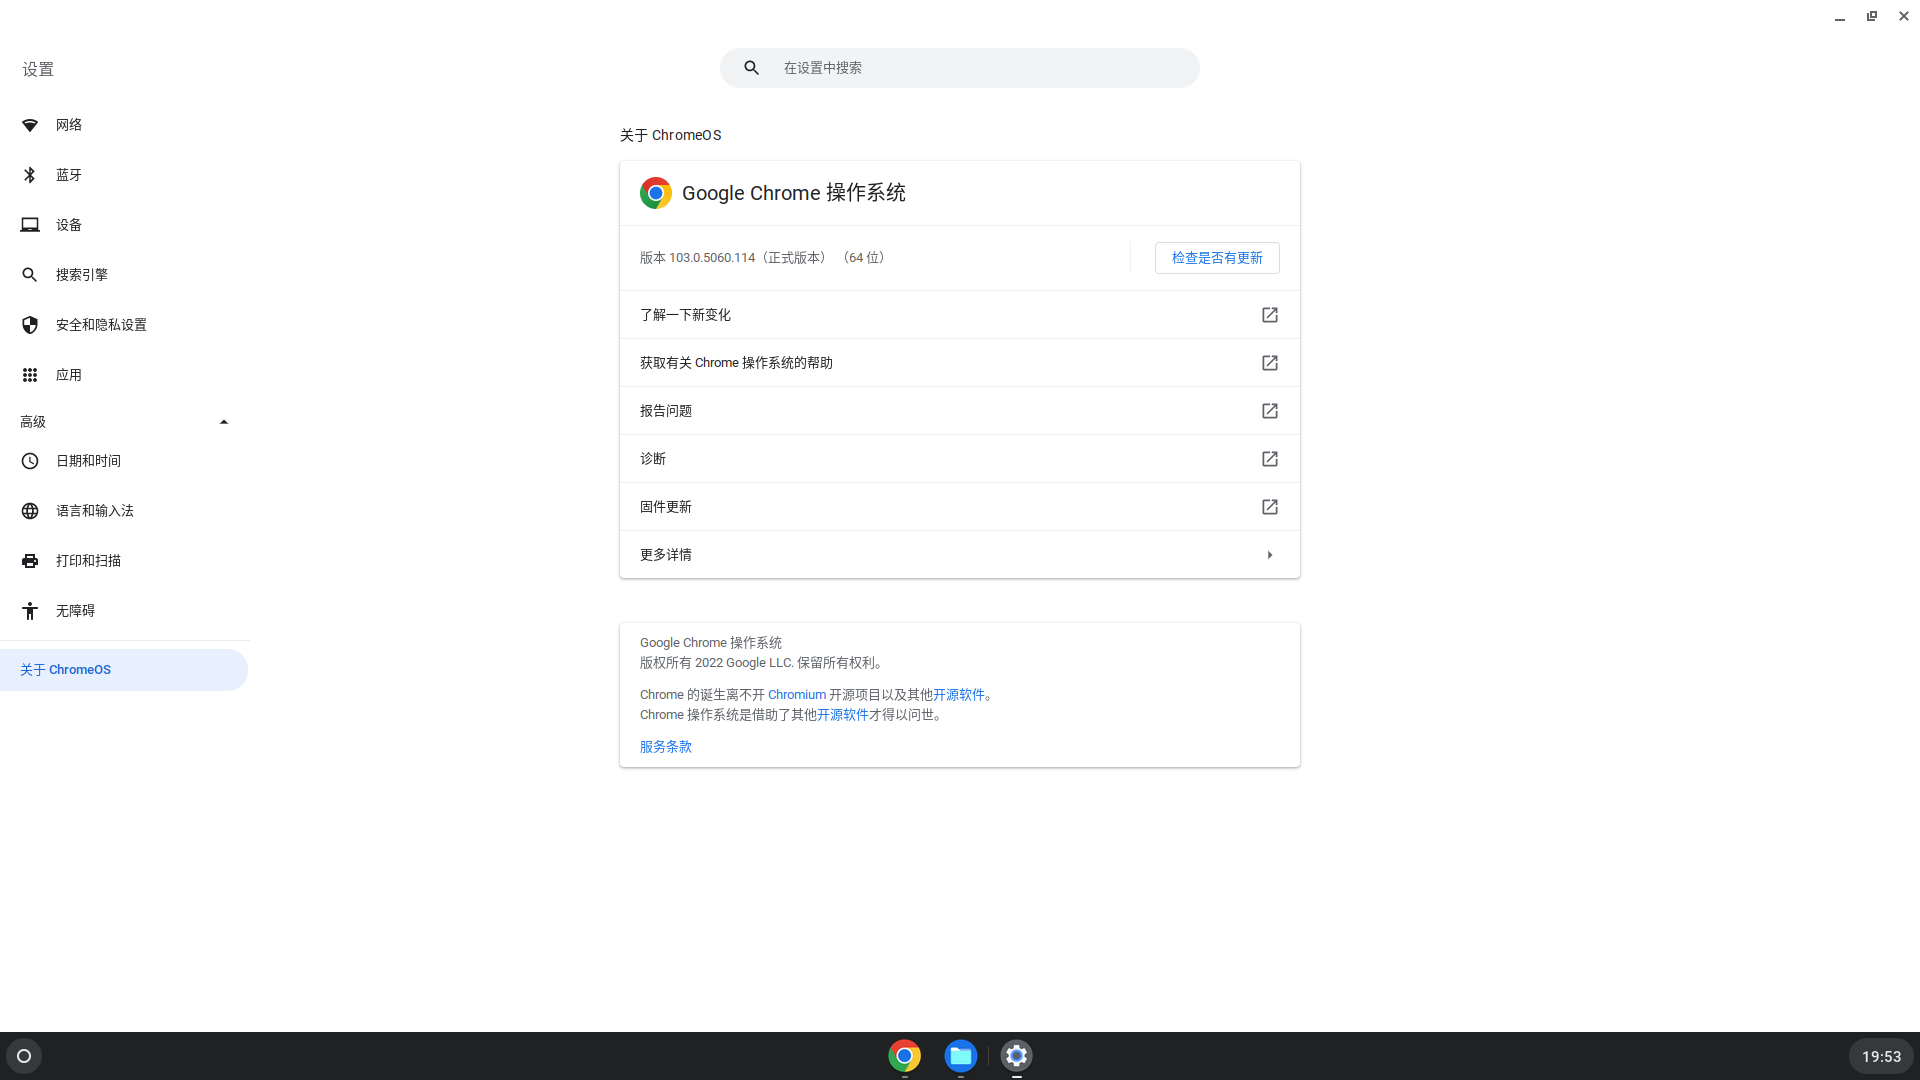 设置
在设置中搜索
网络
蓝牙
设备
搜索引擎
安全和隐私设置
应用
高级
日期和时间
语言和输入法
打印和扫描
无障碍
关于 ChromeOS
关于 ChromeOS
Google Chrome 操作系统
版本 103.0.5060.114（正式版本） （64 位）
检查是否有更新
了解一下新变化
获取有关 Chrome 操作系统的帮助
报告问题
诊断
固件更新
更多详情
Google Chrome 操作系统
版权所有 2022 Google LLC. 保留所有权利。
Chrome 的诞生离不开 Chromium 开源项目以及其他开源软件。
Chrome 操作系统是借助了其他开源软件才得以问世。
服务条款
19:53